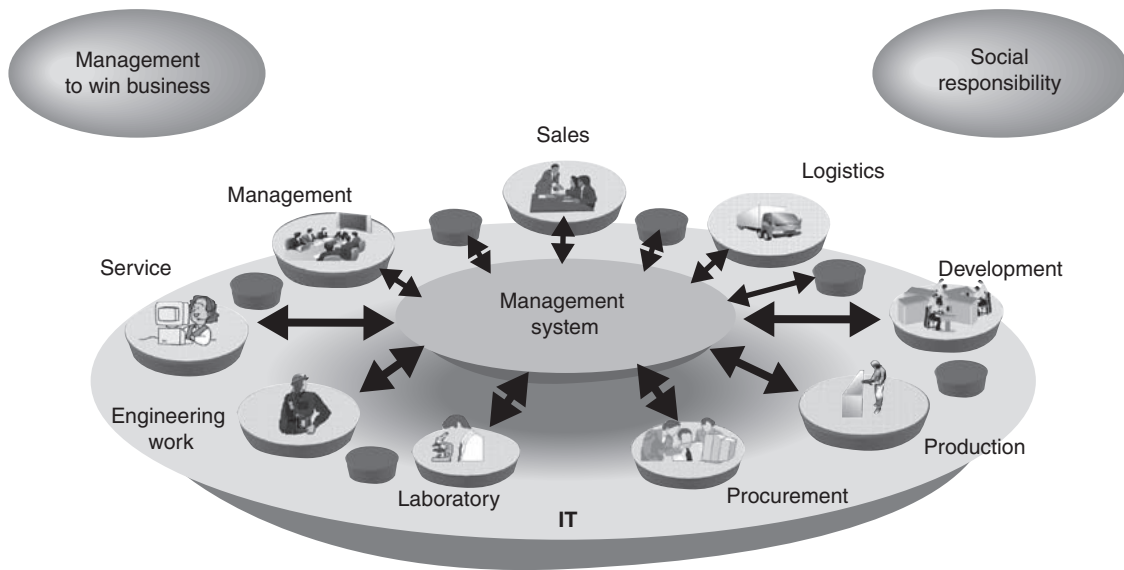 Management
to win business
Social
responsibility
Sales
Logistics
Management
Service
Development
Management
system
Engineering
work
Production
Laboratory
Procurement
IT